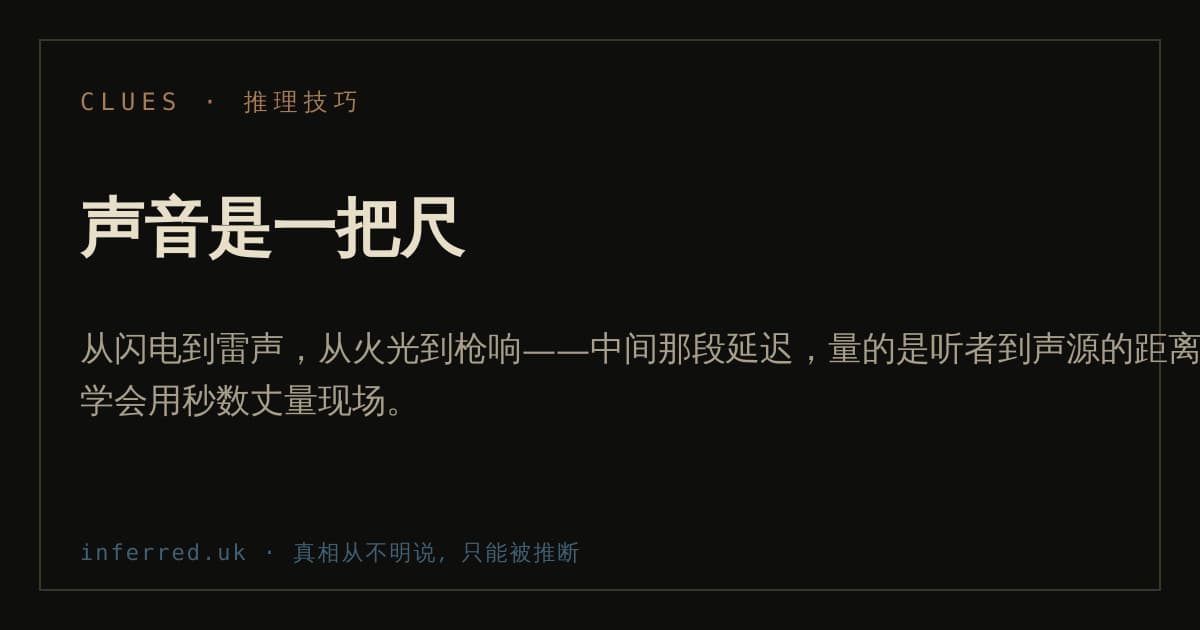 CLUES · 推理技巧
声音是一把尺
从闪电到雷声，从火光到枪响——中间那段延迟，量的是听者到声源的距离
学会用秒数丈量现场。
inferred.uk · 真相从不明说, 只能被推断